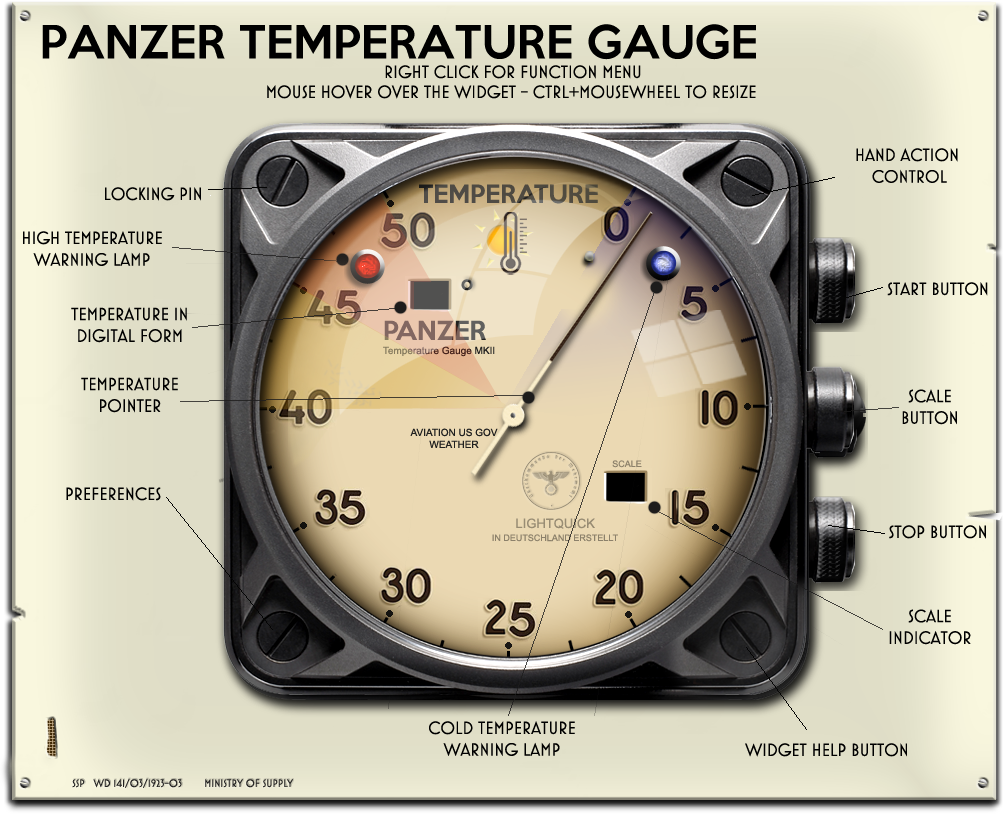 PANZER TEMPERATURE GAUGE
RIGHT CLICK FOR FUNCTION MENU
MOUSE HOVER OVER THE WIDGET - CTRL+MOUSEWHEEL TO RESIZE
HAND ACTION
CONTROL
LOCKING PIN
TEMPERATURE
50
0
HIGH TEMPERATURE
WARNING LAMP
START BUTTON
45
5
TEMPERATURE IN
DIGITAL FORM
PANZER
Temperature Gauge MKII
TEMPERATURE
POINTER
SCALE
BUTTON
40
10
AVIATION US GOV
WEATHER
SCALE
PREFERENCES
35
15
LIGHTQUICK
IN DEUTSCHLAND ERSTELLT
STOP BUTTON
30
20
25
SCALE
INDICATOR
COLD TEMPERATURE
WARNING LAMP
WIDGET HELP BUTTON
SSP WD 141/03/1923-03 MINISTRY OF SUPPLY